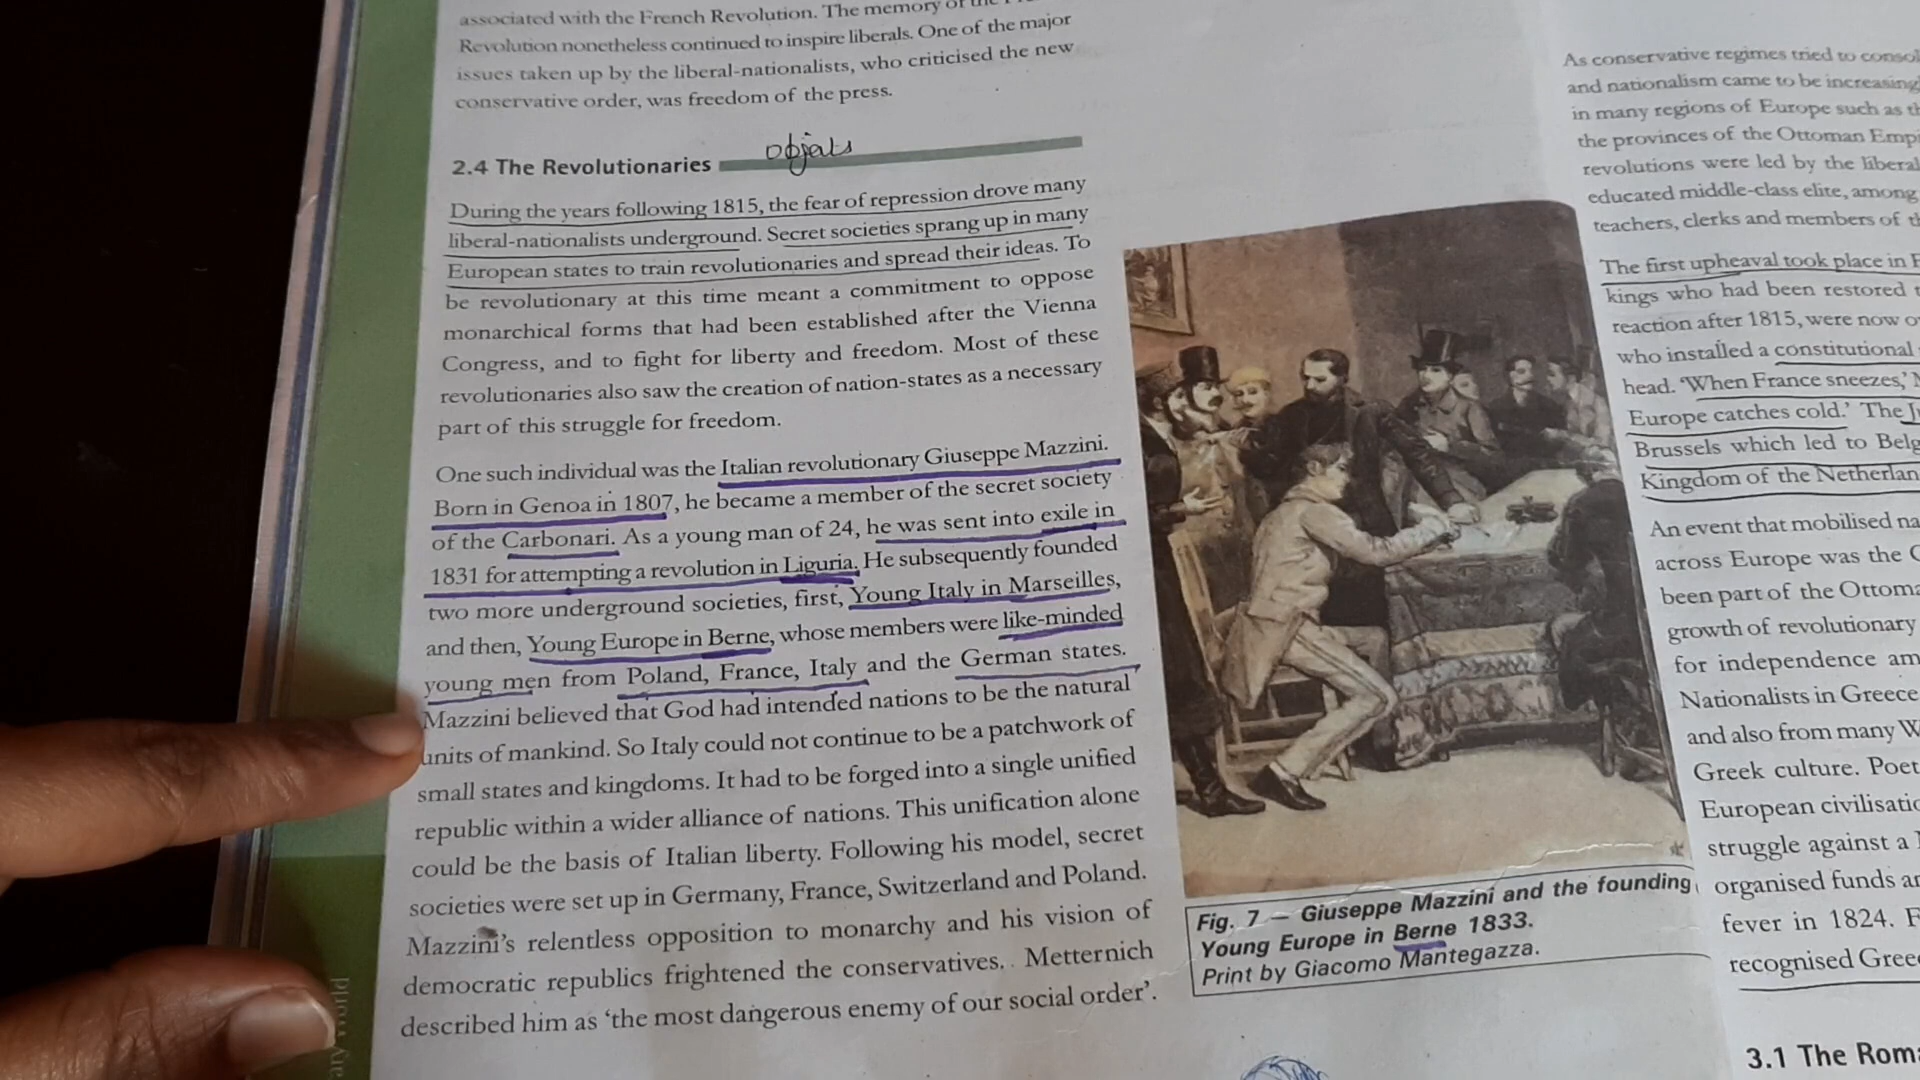 associated with the French Revolution. The memory of the
Revolution nonetheless continued to inspire liberals. One of the major
issues taken up by the liberal-nationalists, who criticised the new
conservative order, was freedom of the press.
objects
2.4 The Revolutionaries
During the years following 1815, the fear of repression drove many
liberal-nationalists underground. Secret societies sprang up in many
European states to train revolutionaries and spread their ideas. To
be revolutionary at this time meant a commitment to oppose
monarchical forms that had been established after the Vienna
Congress, and to fight for liberty and freedom. Most of these
revolutionaries also saw the creation of nation-states as a necessary
part of this struggle for freedom.
One such individual was the Italian revolutionary Giuseppe Mazzini.
Born in Genoa in 1807, he became a member of the secret society
of the Carbonari. As a young man of 24, he was sent into exile in
1831 for attempting a revolution in Liguria. He subsequently founded
two more underground societies, first, Young Italy in Marseilles,
and then, Young Europe in Berne, whose members were like-minded
young men from Poland, France, Italy and the German states.
Mazzini believed that God had intended nations to be the natural
units of mankind. So Italy could not continue to be a patchwork of
small states and kingdoms. It had to be forged into a single unified
republic within a wider alliance of nations. This unification alone
could be the basis of Italian liberty. Following his model, secret
societies were set up in Germany, France, Switzerland and Poland.
Mazzini's relentless opposition to monarchy and his vision of
democratic republics frightened the conservatives. Metternich
described him as 'the most dangerous enemy of our social order'.
Fig. 7 — Giuseppe Mazzini and the founding
Young Europe in Berne 1833.
Print by Giacomo Mantegazza.
As conservative regimes tried to
and nationalism came to be
in many regions of Europe such as
the provinces of the Ottoman
revolutions were led by the
educated middle-class elite, among
teachers, clerks and members of
The first upheaval took place in
kings who had been restored
reaction after 1815, were now
who installed a constitutional
head. 'When France sneezes,'
Europe catches cold.' The
Brussels which led to
Kingdom of the
An event that mobilised
across Europe was the
been part of the
growth of revolutionary
for independence
Nationalists in Greece
and also from many
Greek culture.
European
struggle against a
organised funds
fever in 1824.
recognised
3.1 The